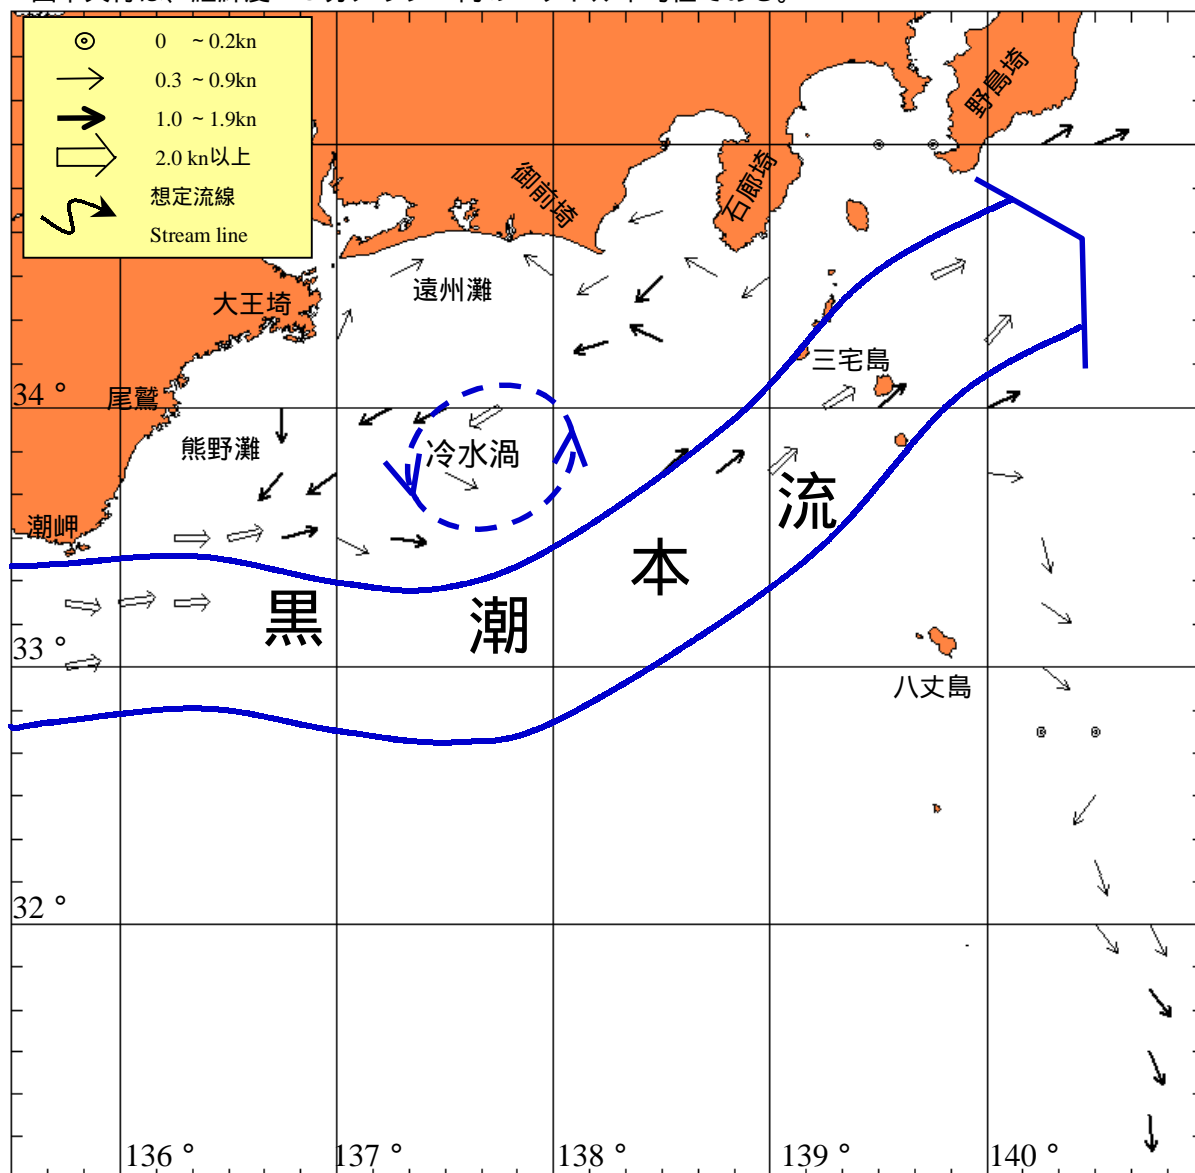 0 ~ 0.2kn
0.3 ~ 0.9kn
1.0 ~ 1.9kn
2.0 kn以上
想定流線
Stream line
野島埼
石廊埼
御前埼
遠州灘
大王埼
三宅島
尾鷲
34°
熊野灘
冷水渦
潮岬
黒潮本流
33°
八丈島
32°
136°
137°
138°
139°
140°